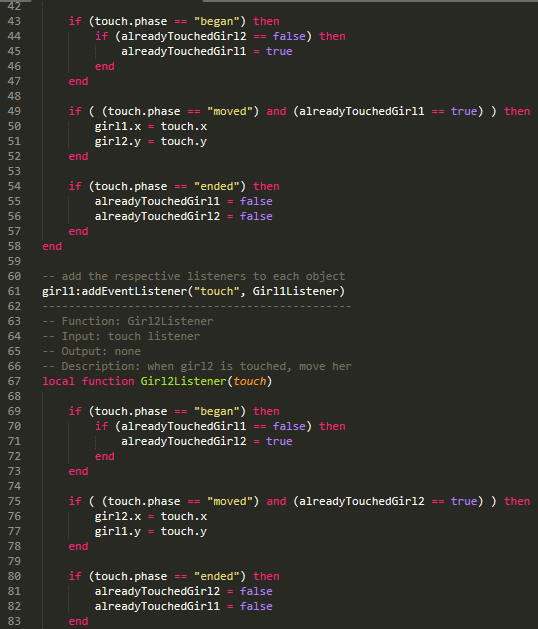 42
43 if (touch.phase == "began") then
44 if (alreadyTouchedGirl2 == false) then
45 alreadyTouchedGirl1 = true
46 end
47 end
48
49 if ( (touch.phase == "moved") and (alreadyTouchedGirl1 == true) ) then
50 girl1.x = touch.x
51 girl2.y = touch.y
52 end
53
54 if (touch.phase == "ended") then
55 alreadyTouchedGirl1 = false
56 alreadyTouchedGirl2 = false
57 end
58 end
59
60 -- add the respective listeners to each object
61 girl1:addEventListener("touch", Girl1Listener)
62 -----------------------------------------------
63 -- Function: Girl2Listener
64 -- Input: touch listener
65 -- Output: none
66 -- Description: when girl2 is touched, move her
67 local function Girl2Listener(touch)
68
69 if (touch.phase == "began") then
70 if (alreadyTouchedGirl1 == false) then
71 alreadyTouchedGirl2 = true
72 end
73 end
74
75 if ( (touch.phase == "moved") and (alreadyTouchedGirl2 == true) ) then
76 girl2.x = touch.x
77 girl1.y = touch.y
78 end
79
80 if (touch.phase == "ended") then
81 alreadyTouchedGirl2 = false
82 alreadyTouchedGirl1 = false
83 end